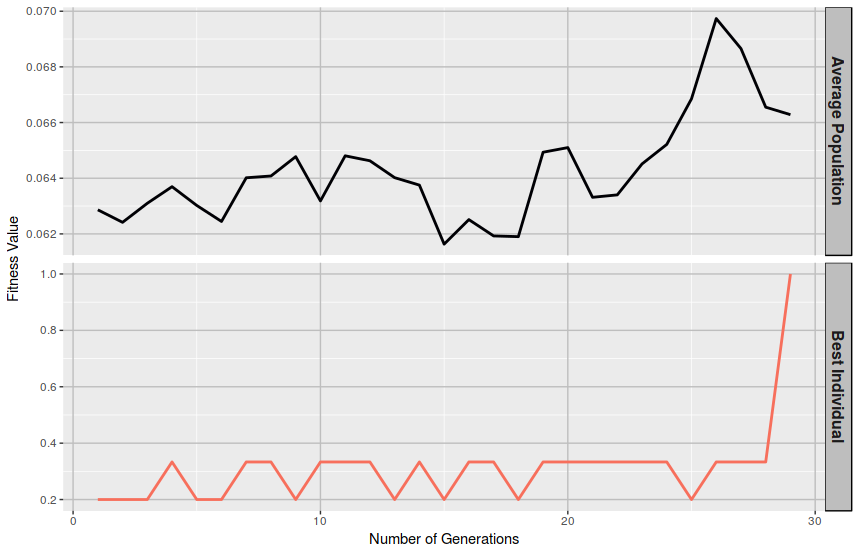 0.070
0.068
0.066
0.064
0.062
Average Population
Fitness Value
1.0
0.8
0.6
0.4
0.2
Best Individual
0 10 20 30
Number of Generations